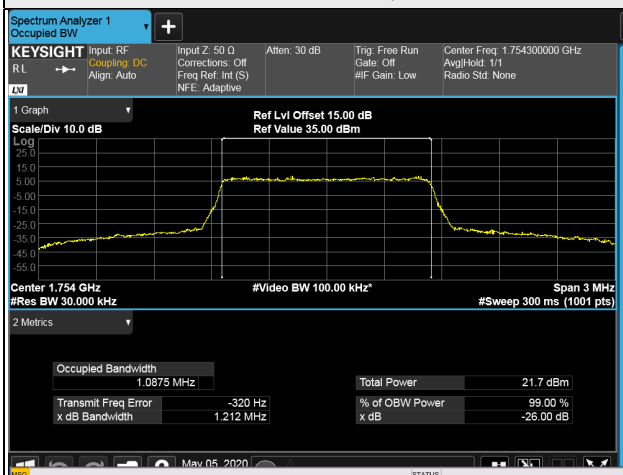 Spectrum Analyzer 1
Occupied BW
+
KEYSIGHT Input: RF Input Z: 50 Ω Atten: 30 dB Trig: Free Run Center Freq: 1.754300000 GHz
RL Coupling: DC Corrections: Off Gate: Off Avg|Hold: 1/1
Align: Auto Freq Ref: Int (S) #IF Gain: Low Radio Std: None
LXI NFE: Adaptive
1 Graph Ref Lvl Offset 15.00 dB
Scale/Div 10.0 dB Ref Value 35.00 dBm
Log
25.0
15.0
5.00
-5.00
-15.0
-25.0
-35.0
-45.0
-55.0
Center 1.754 GHz #Video BW 100.00 kHz* Span 3 MHz
#Res BW 30.000 kHz #Sweep 300 ms (1001 pts)
2 Metrics
Occupied Bandwidth
1.0875 MHz Total Power 21.7 dBm
Transmit Freq Error -320 Hz % of OBW Power 99.00 %
x dB Bandwidth 1.212 MHz x dB -26.00 dB
May 05, 2020
MSG STATUS